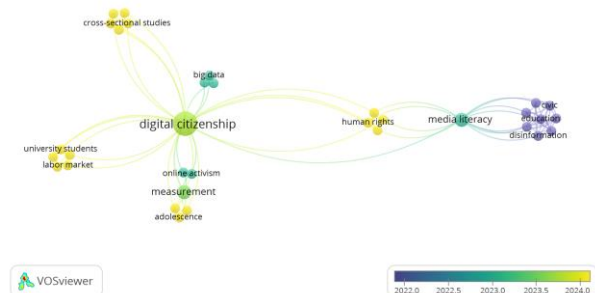 cross-sectional studies
big data
digital citizenship
human rights
media literacy
civic
education
disinformation
university students
labor market
online activism
measurement
adolescence
VOSviewer
2022.0 2022.5 2023.0 2023.5 2024.0